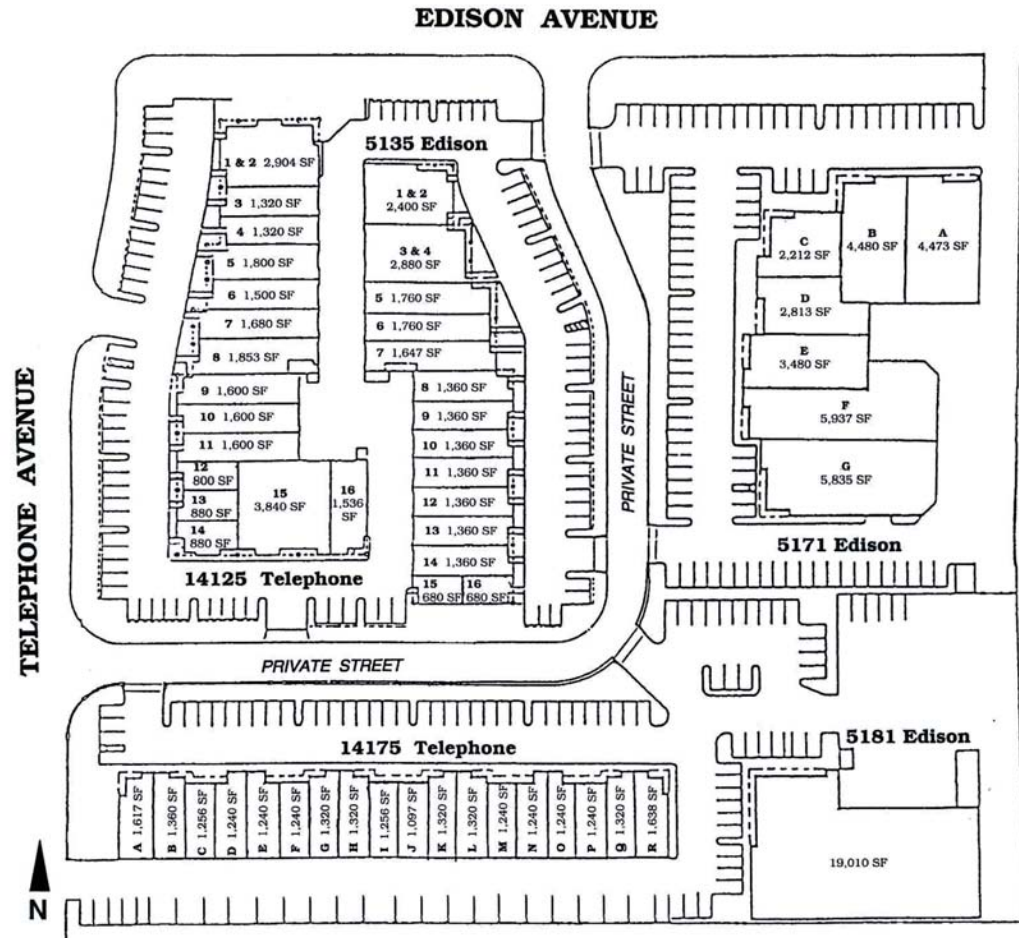 EDISON AVENUE
5135 Edison
1 & 2 2,904 SF
3 1,320 SF
4 1,320 SF
5 1,800 SF
6 1,500 SF
7 1,680 SF
8 1,853 SF
9 1,600 SF
10 1,600 SF
11 1,600 SF
12
800 SF
13
880 SF
14
880 SF
15
3,840 SF
16
1,536
SF
14125 Telephone
1 & 2
2,400 SF
3 & 4
2,880 SF
5 1,760 SF
6 1,760 SF
7 1,647 SF
8 1,360 SF
9 1,360 SF
10 1,360 SF
11 1,360 SF
12 1,360 SF
13 1,360 SF
14 1,360 SF
15
680 SF
16
680 SF
PRIVATE STREET
C
2,212 SF
B
4,480 SF
A
4,473 SF
D
2,813 SF
E
3,480 SF
F
5,937 SF
G
5,835 SF
5171 Edison
TELEPHONE AVENUE
PRIVATE STREET
14175 Telephone
A 1,617 SF
B 1,360 SF
C 1,256 SF
D 1,240 SF
E 1,240 SF
F 1,240 SF
G 1,320 SF
H 1,320 SF
I 1,256 SF
J 1,097 SF
K 1,320 SF
L 1,320 SF
M 1,240 SF
N 1,240 SF
O 1,240 SF
P 1,240 SF
Q 1,320 SF
R 1,638 SF
5181 Edison
19,010 SF
N